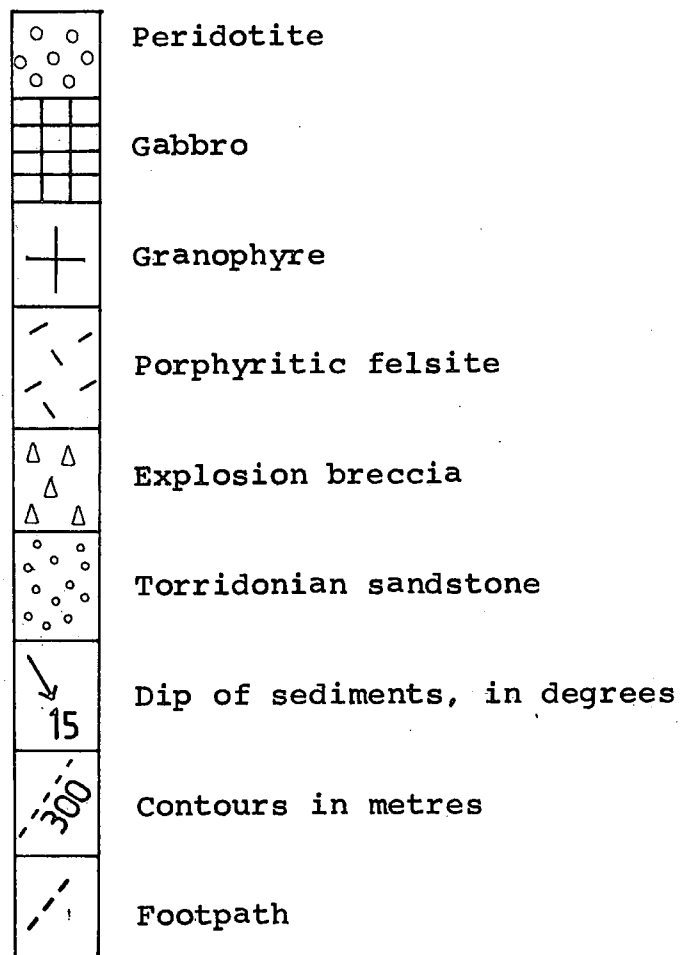 Peridotite
Gabbro
Granophyre
Porphyritic felsite
Explosion breccia
Torridonian sandstone
15 Dip of sediments, in degrees
300 Contours in metres
Footpath